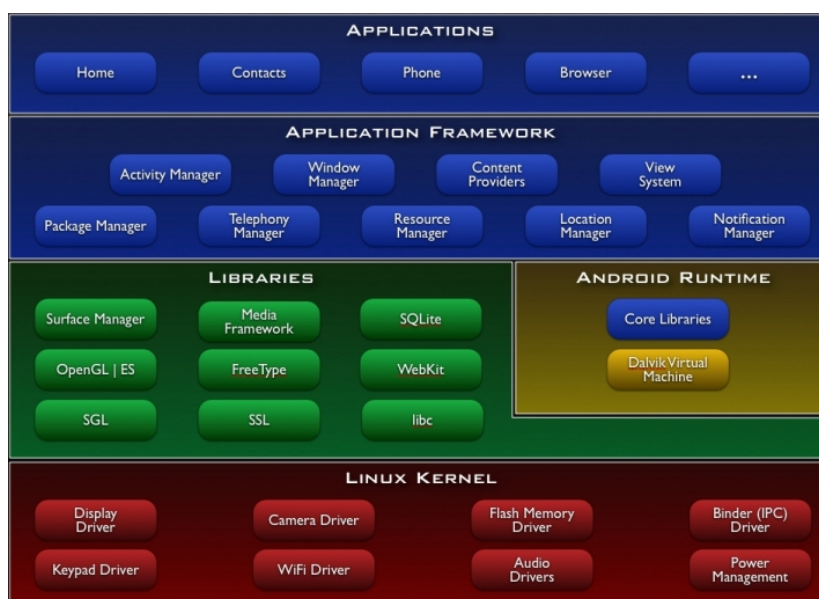 APPLICATIONS
Home
Contacts
Phone
Browser
...
APPLICATION FRAMEWORK
Activity Manager
Window
Manager
Content
Providers
View
System
Package Manager
Telephony
Manager
Resource
Manager
Location
Manager
Notification
Manager
LIBRARIES
Surface Manager
Media
Framework
SQLite
OpenGL | ES
FreeType
WebKit
SGL
SSL
libc
ANDROID RUNTIME
Core Libraries
Dalvik Virtual
Machine
LINUX KERNEL
Display
Driver
Camera Driver
Flash Memory
Driver
Binder (IPC)
Driver
Keypad Driver
WiFi Driver
Audio
Drivers
Power
Management